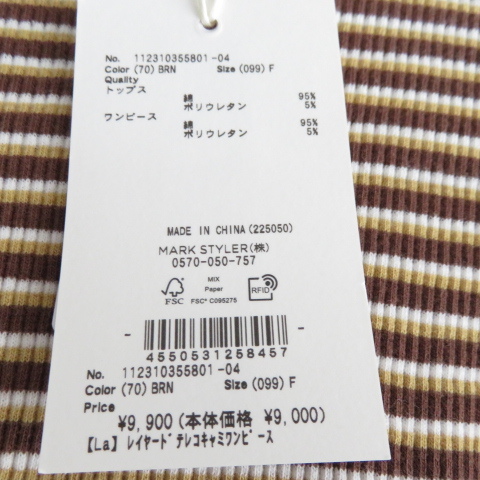 No. 112310355801-04
Color (70) BRN Size (099) F
Quality
トップス
綿 95%
ポリウレタン 5%
ワンピース
綿 95%
ポリウレタン 5%
MADE IN CHINA (225050)
MARK STYLER(株)
0570-050-757
FSC
MIX
Paper
FSC® C095275
RFID
4550531258457
No. 112310355801-04
Color (70) BRN Size (099) F
Price
¥9,900(本体価格 ¥9,000)
【La】レイヤードテレコキャミワンピース